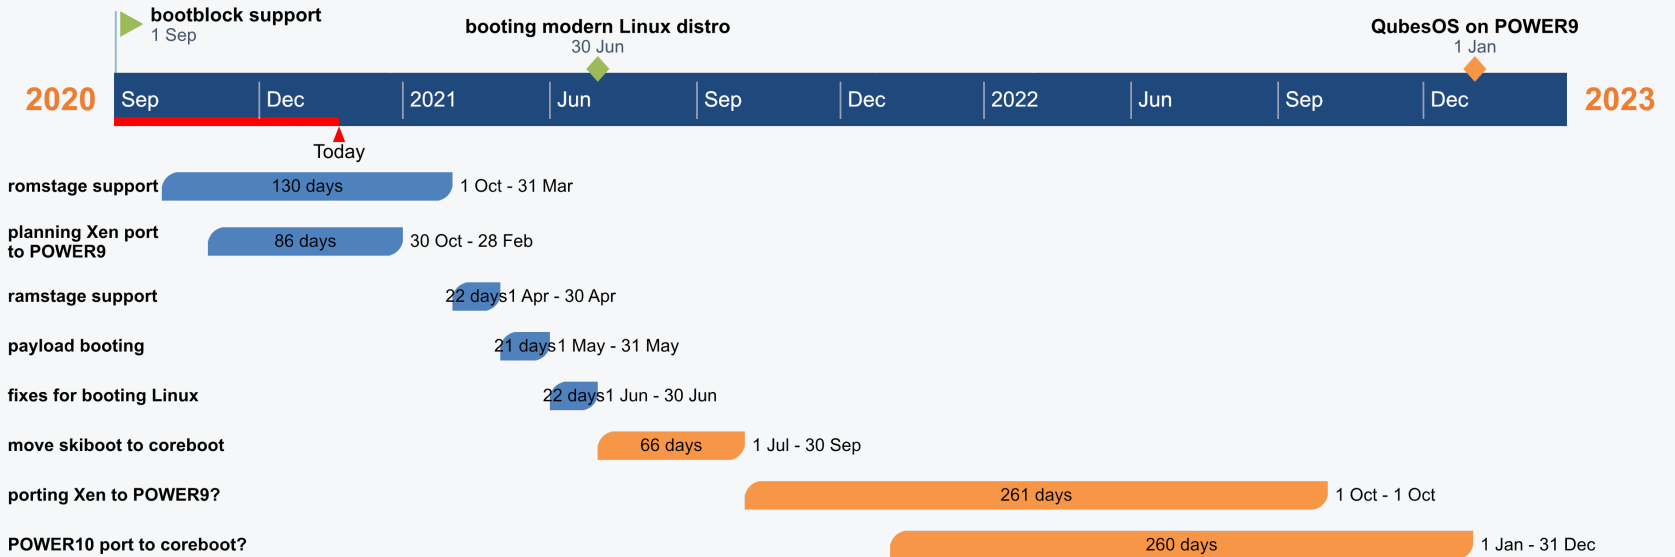 bootblock support
1 Sep
booting modern Linux distro
30 Jun
QubesOS on POWER9
1 Jan
2020 Sep Dec 2021 Jun Sep Dec 2022 Jun Sep Dec 2023
Today
romstage support 130 days 1 Oct - 31 Mar
planning Xen port
to POWER9
86 days 30 Oct - 28 Feb
ramstage support 22 days 1 Apr - 30 Apr
payload booting 21 days 1 May - 31 May
fixes for booting Linux 22 days 1 Jun - 30 Jun
move skiboot to coreboot 66 days 1 Jul - 30 Sep
porting Xen to POWER9? 261 days 1 Oct - 1 Oct
POWER10 port to coreboot? 260 days 1 Jan - 31 Dec